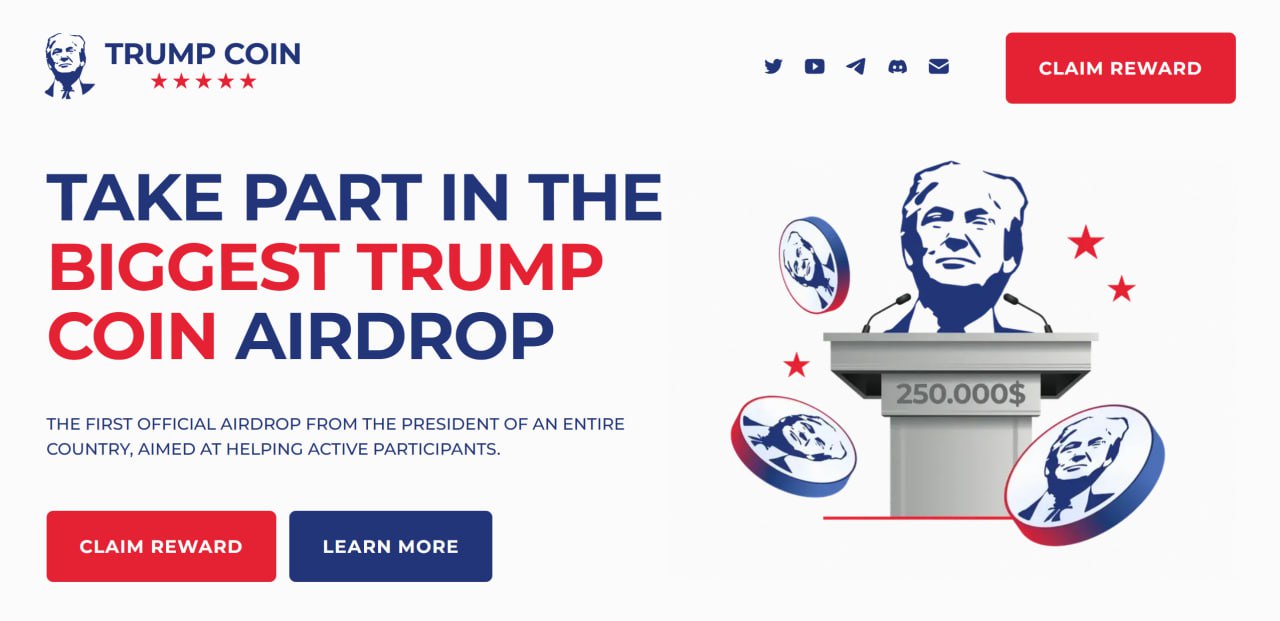 TRUMP COIN
CLAIM REWARD
TAKE PART IN THE
BIGGEST TRUMP
COIN AIRDROP
THE FIRST OFFICIAL AIRDROP FROM THE PRESIDENT OF AN ENTIRE
COUNTRY, AIMED AT HELPING ACTIVE PARTICIPANTS.
CLAIM REWARD
LEARN MORE
250.000$